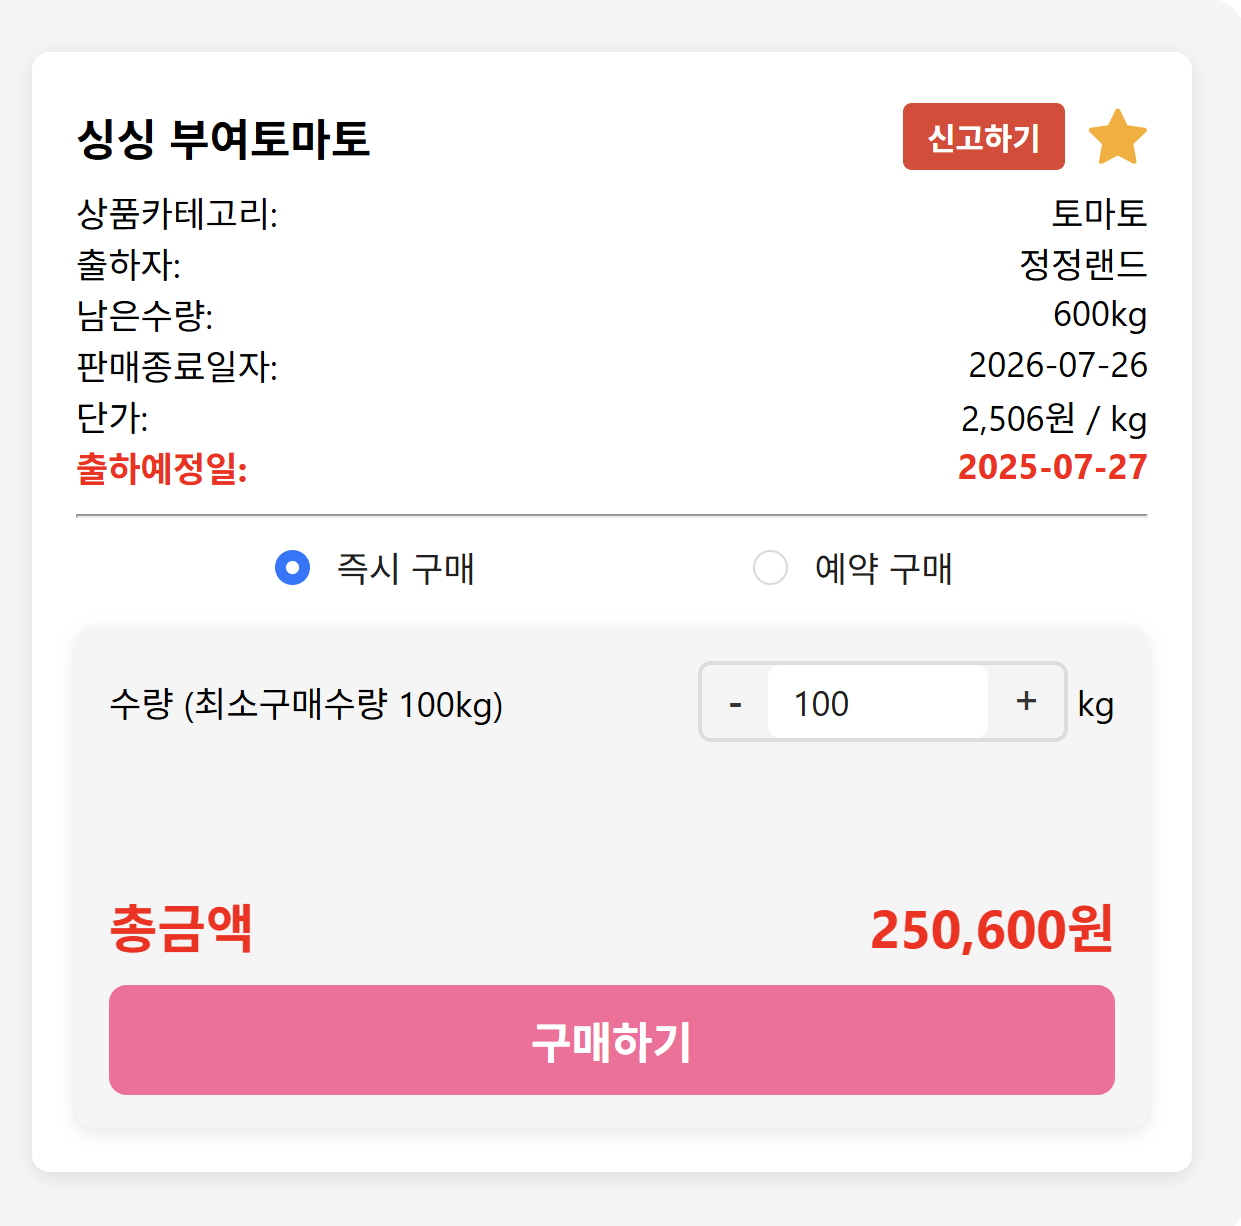 싱싱 부여토마토 신고하기
상품카테고리: 토마토
출하자: 정정랜드
남은수량: 600kg
판매종료일자: 2026-07-26
단가: 2,506원 / kg
출하예정일: 2025-07-27
즉시 구매 예약 구매
수량 (최소구매수량 100kg) - 100 + kg
총금액 250,600원
구매하기